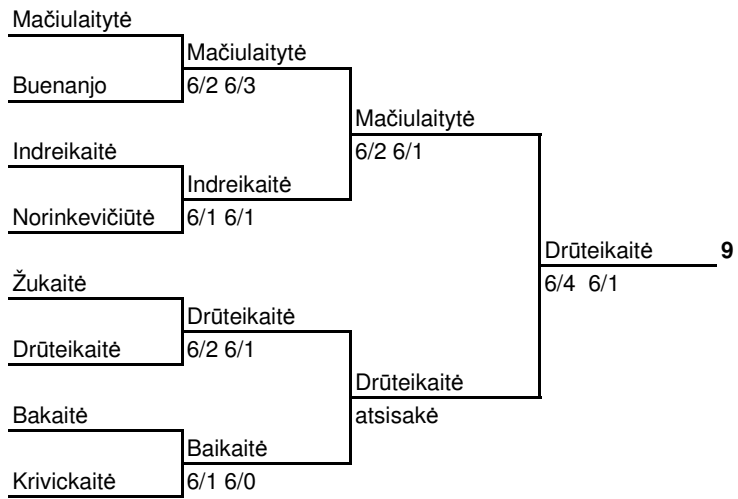 Mačiulaitytė
Mačiulaitytė
Buenanjo
6/2 6/3
Mačiulaitytė
Indreikaitė
6/2 6/1
Indreikaitė
Norinkevičiūtė
6/1 6/1
Drūteikaitė 9
Žukaitė
6/4 6/1
Drūteikaitė
Drūteikaitė
6/2 6/1
Drūteikaitė
Bakaitė
atsisakė
Baikaitė
Krivickaitė
6/1 6/0